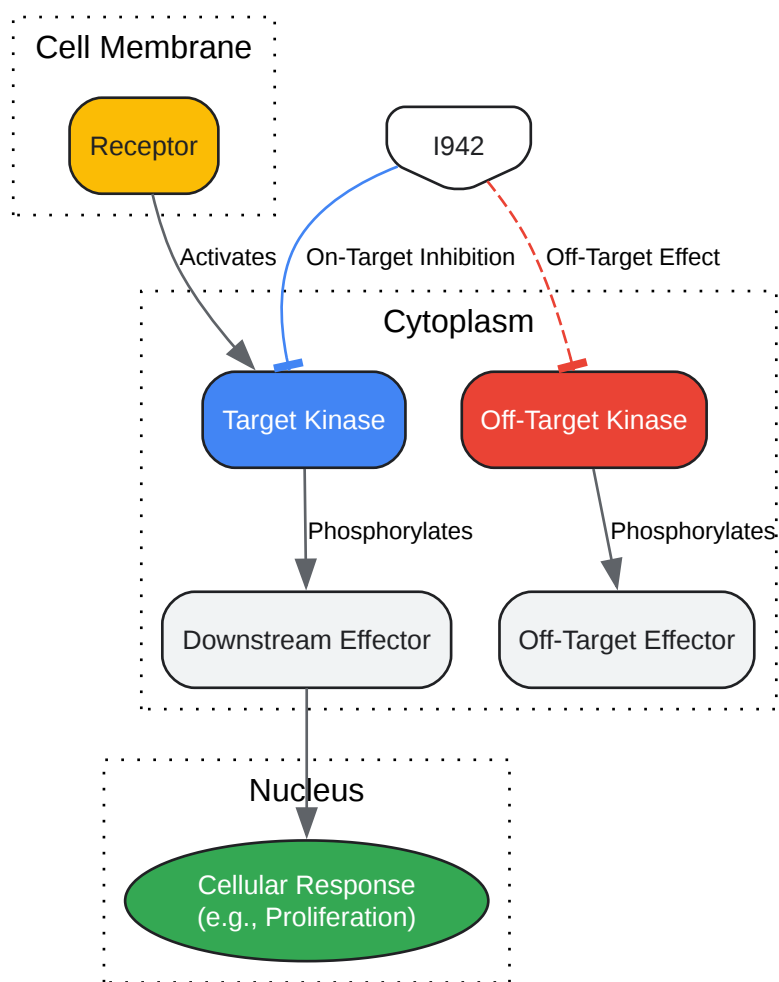 Cell Membrane
Receptor
I942
Activates
On-Target Inhibition
Off-Target Effect
Cytoplasm
Target Kinase
Off-Target Kinase
Phosphorylates
Phosphorylates
Downstream Effector
Off-Target Effector
Nucleus
Cellular Response
(e.g., Proliferation)